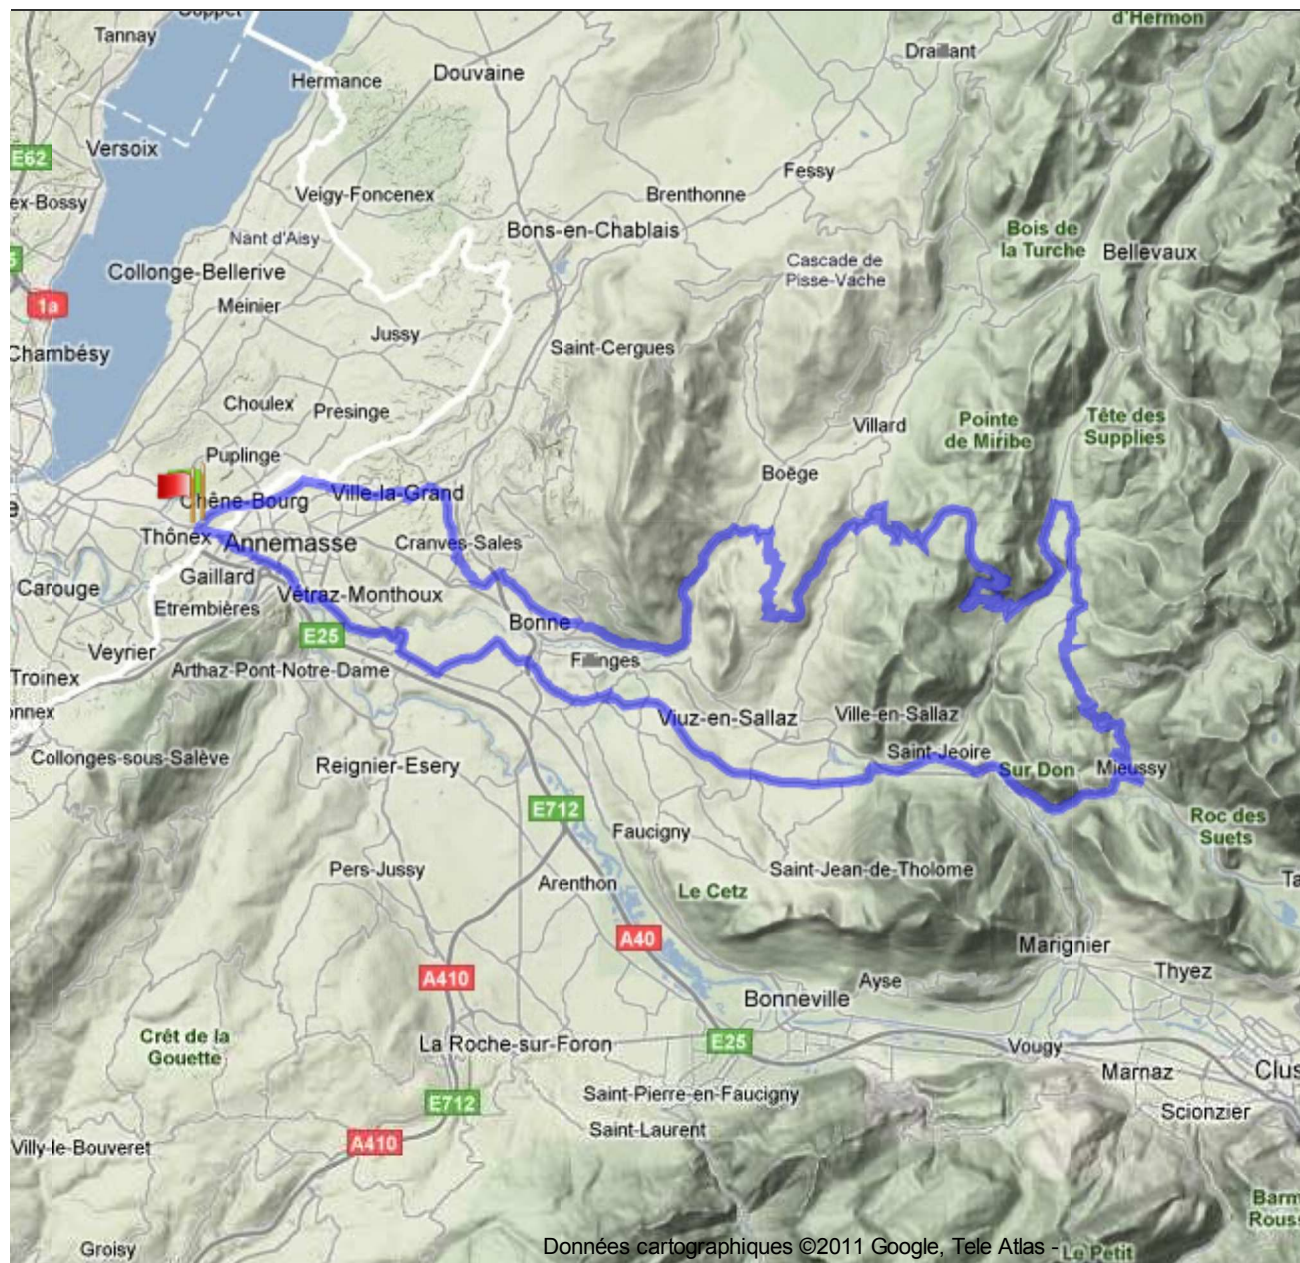 Tannay
d'Hermon
Draillant
Douvaine
Hermance
Versoix
E62
Fessy
Veigy-Foncenex
Brenthonne
ex-Bossy
Bons-en-Chablais
Bois de
la Turche
Nant d'Aisy
Bellevaux
Collonge-Bellerive
Cascade de
Pisse-Vache
Meinier
1a
Jussy
Chambésy
Saint-Cergues
Choulex
Presinge
Pointe
de Miribe
Tête des
Supplies
Villard
Puplinge
Boëge
Chêne-Bourg
Ville-la-Grand
Thônex
Annemasse
Cranves-Sales
Gaillard
Carouge
Vétraz-Monthoux
Etrembières
Bonne
E25
Veyrier
Fillinges
Arthaz-Pont-Notre-Dame
Troinex
onnex
Viuz-en-Sallaz
Ville-en-Sallaz
Collonges-sous-Salève
Saint-Jeoire
Reignier-Esery
Sur Don
Mieussy
E712
Roc des
Suets
Faucigny
Pers-Jussy
Saint-Jean-de-Tholome
Arenthon
Le Cetz
Ta
A40
Marignier
A410
Thyez
Ayse
Bonneville
Crêt de la
Gouette
La Roche-sur-Foron
E25
Vougy
Marnaz
Clus
E712
Saint-Pierre-en-Faucigny
Scionzier
Saint-Laurent
A410
Villy-le-Bouveret
Barm
Rous
Groisy
Données cartographiques ©2011 Google, Tele Atlas -
Le Petit